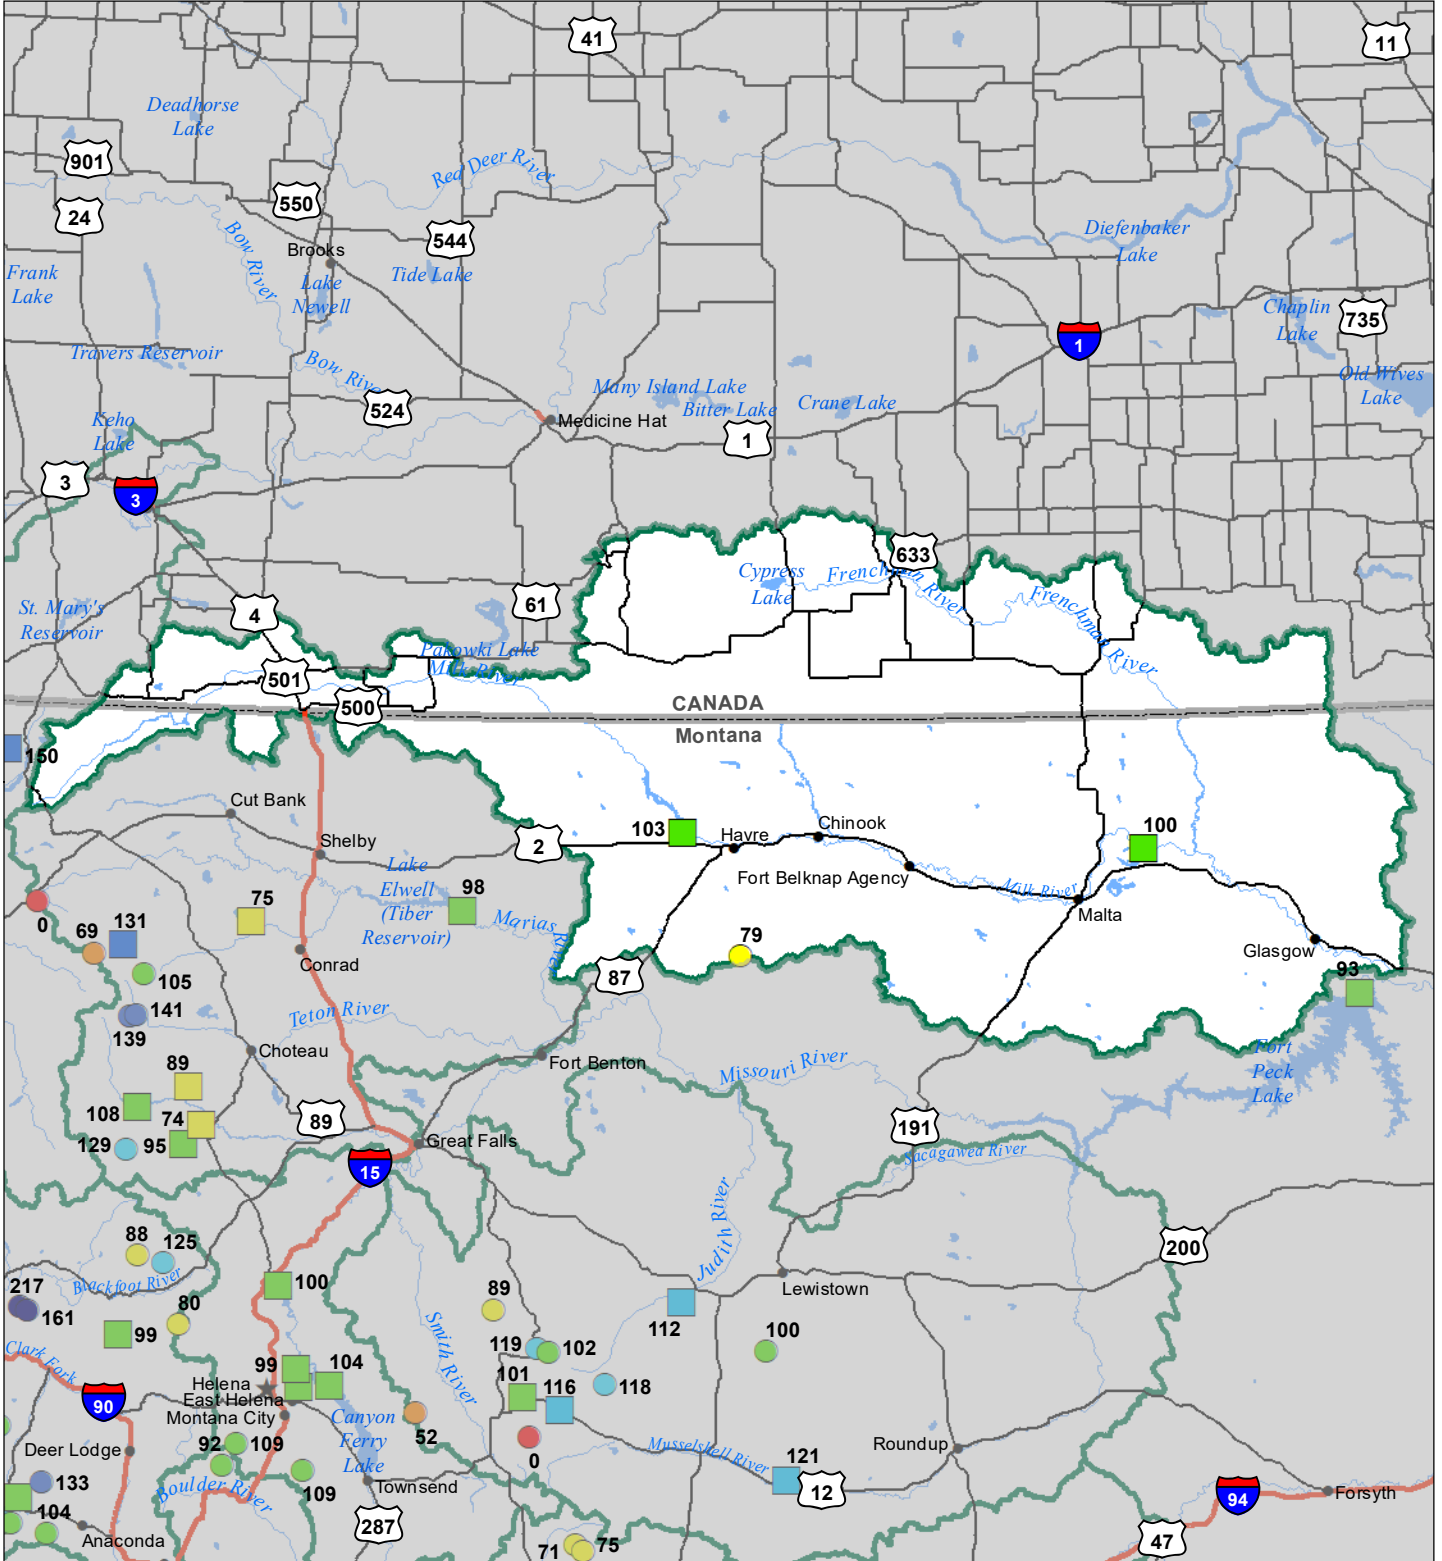 41
11
Deadhorse
Lake
901
Red Deer River
550
24
544
Bow River
Brooks
Diefenbaker
Lake
Frank
Lake
Tide Lake
Lake
Newell
Chaplin
Lake
735
1
Travers Reservoir
Bow River
Many Island Lake
Old Wives
Lake
524
Bitter Lake
Crane Lake
Keho
Lake
Medicine Hat
1
3
3
633
Cypress
Lake
Frenchman River
Frenchman River
61
St. Mary's
Reservoir
4
Pakowki Lake
Milk River
501
500
CANADA
Montana
150
Cut Bank
103
Havre
Chinook
100
Shelby
2
Lake
Elwell
(Tiber
Reservoir)
98
Fort Belknap Agency
Milk River
75
0
131
69
Marias River
Malta
79
Glasgow
Conrad
105
87
93
141
139
Teton River
Choteau
Fort Benton
Missouri River
Fort
Peck
Lake
89
108
74
89
191
129
95
Great Falls
Sacagawea River
15
Judith River
88
125
200
Blackfoot River
217
161
100
Lewistown
80
89
112
99
Smith River
119
102
100
Clark Fork
99
104
118
Helena
101
116
East Helena
90
Montana City
Canyon
Ferry
Lake
52
92
109
Deer Lodge
0
Musselshell River
Roundup
121
12
133
109
Boulder River
Townsend
94
Forsyth
104
287
Anaconda
71
75
47